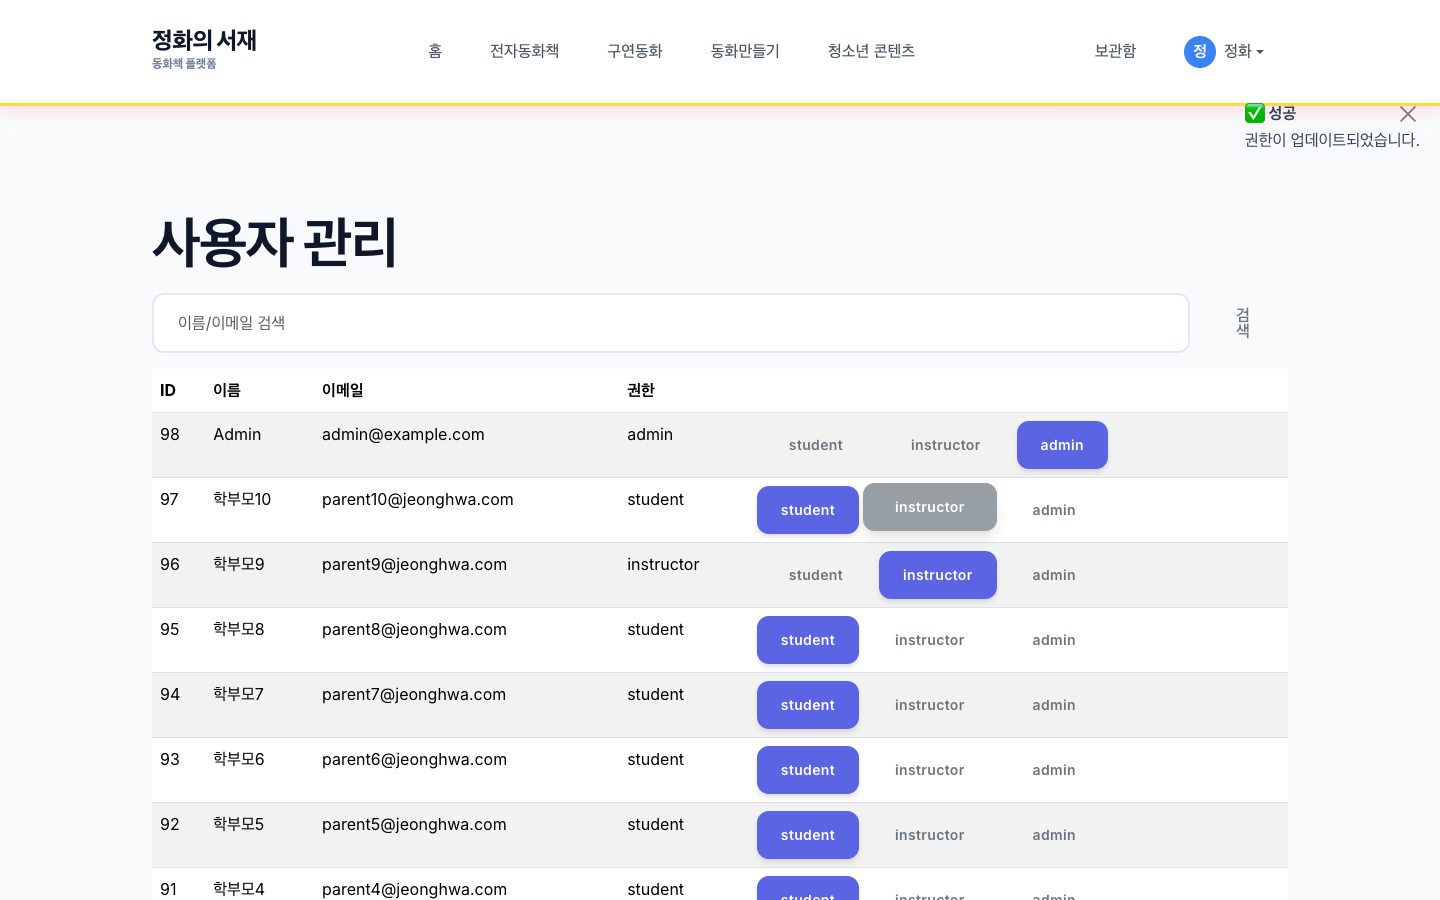 정화의 서재
동화책 플랫폼
홈 전자동화책 구연동화 동화만들기 청소년 콘텐츠 보관함 정 정화
✅ 성공
권한이 업데이트되었습니다.
사용자 관리
이름/이메일 검색
검색
ID 이름 이메일 권한
98 Admin admin@example.com admin student instructor admin
97 학부모10 parent10@jeonghwa.com student student instructor admin
96 학부모9 parent9@jeonghwa.com instructor student instructor admin
95 학부모8 parent8@jeonghwa.com student student instructor admin
94 학부모7 parent7@jeonghwa.com student student instructor admin
93 학부모6 parent6@jeonghwa.com student student instructor admin
92 학부모5 parent5@jeonghwa.com student student instructor admin
91 학부모4 parent4@jeonghwa.com student student instructor admin